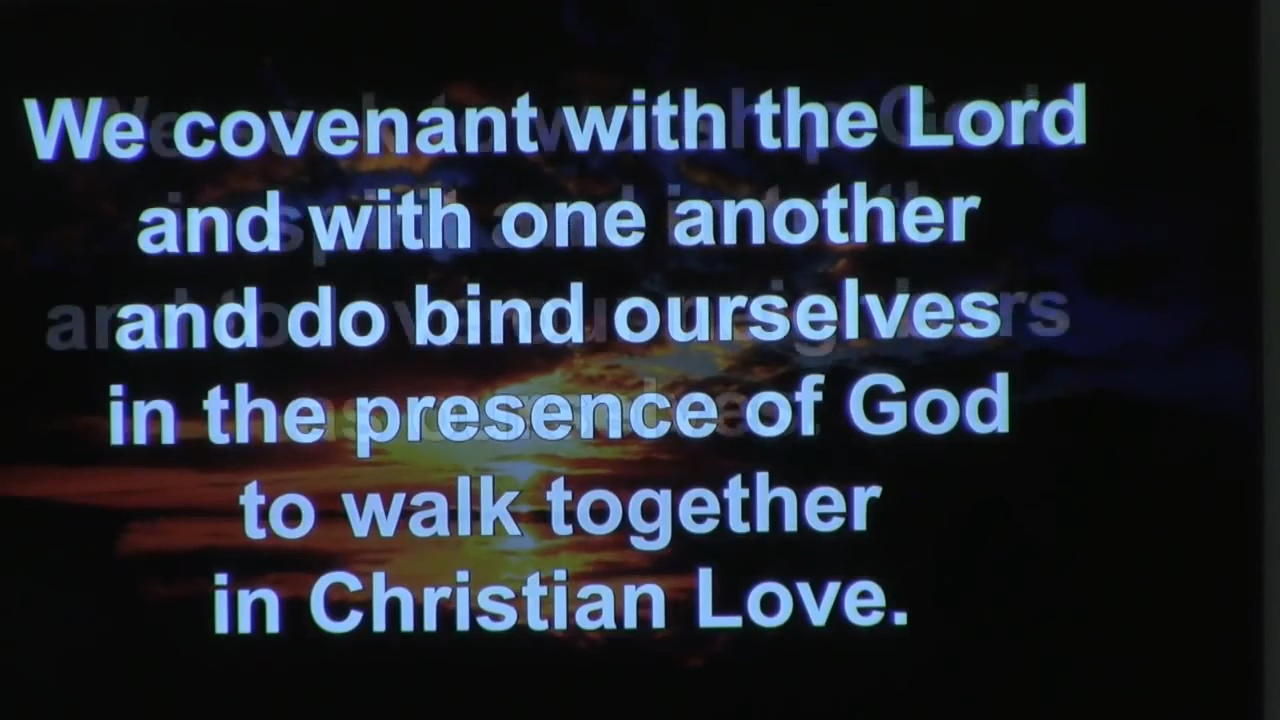 We covenant with the Lord
and with one another
and do bind ourselves
in the presence of God
to walk together
in Christian Love.